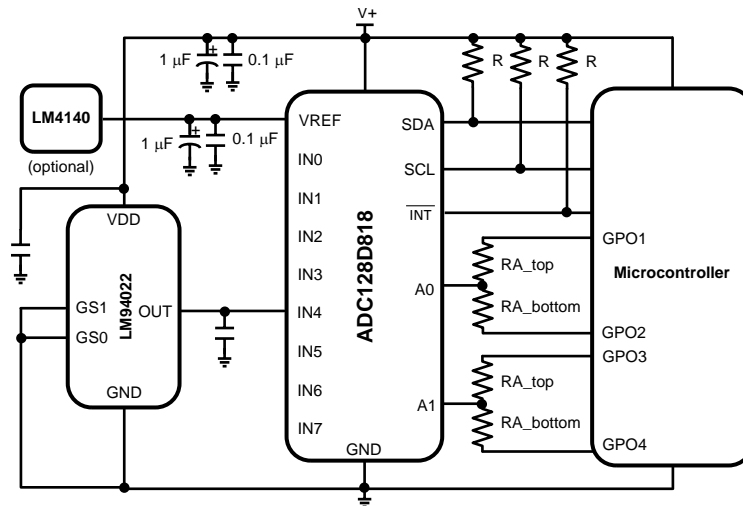 V+
1 μF
+
0.1 μF
R
R
R
LM4140
(optional)
1 μF
+
0.1 μF
VREF
SDA
IN0
SCL
IN1
INT
VDD
IN2
GPO1
RA_top
IN3
ADC128D818
A0
Microcontroller
GS1
LM94022
OUT
IN4
RA_bottom
GS0
GPO2
IN5
GPO3
RA_top
GND
IN6
A1
RA_bottom
IN7
GND
GPO4